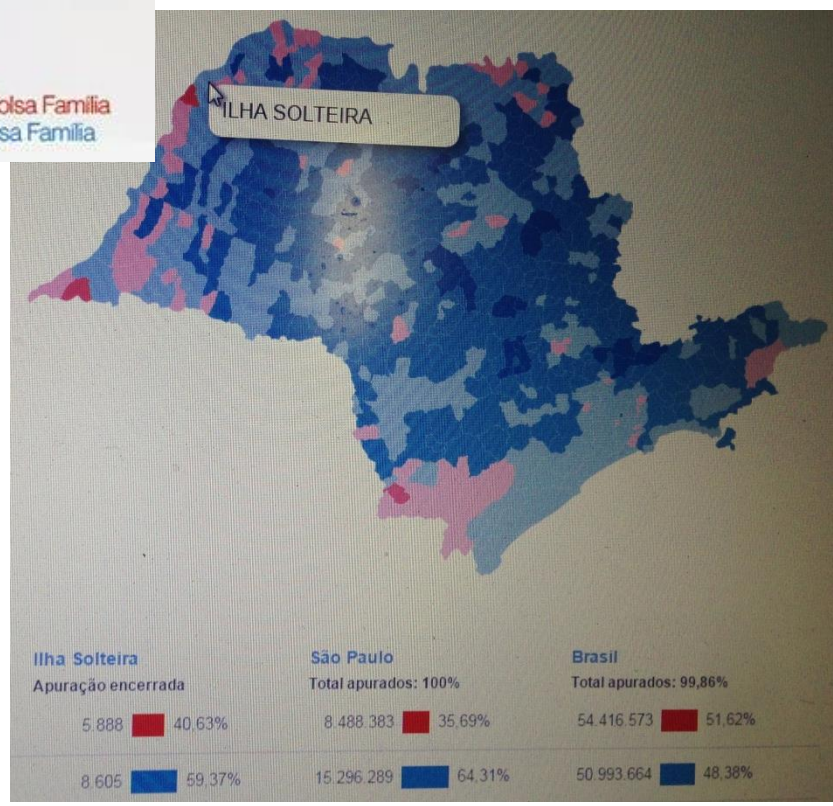 olsa Família
sa Família
ILHA SOLTEIRA
Ilha Solteira
Apuração encerrada
5.888 40,63%
8.605 59,37%
São Paulo
Total apurados: 100%
8.488.383 35,69%
15.296.289 64,31%
Brasil
Total apurados: 99,86%
54.416.573 51,62%
50.993.664 48,38%